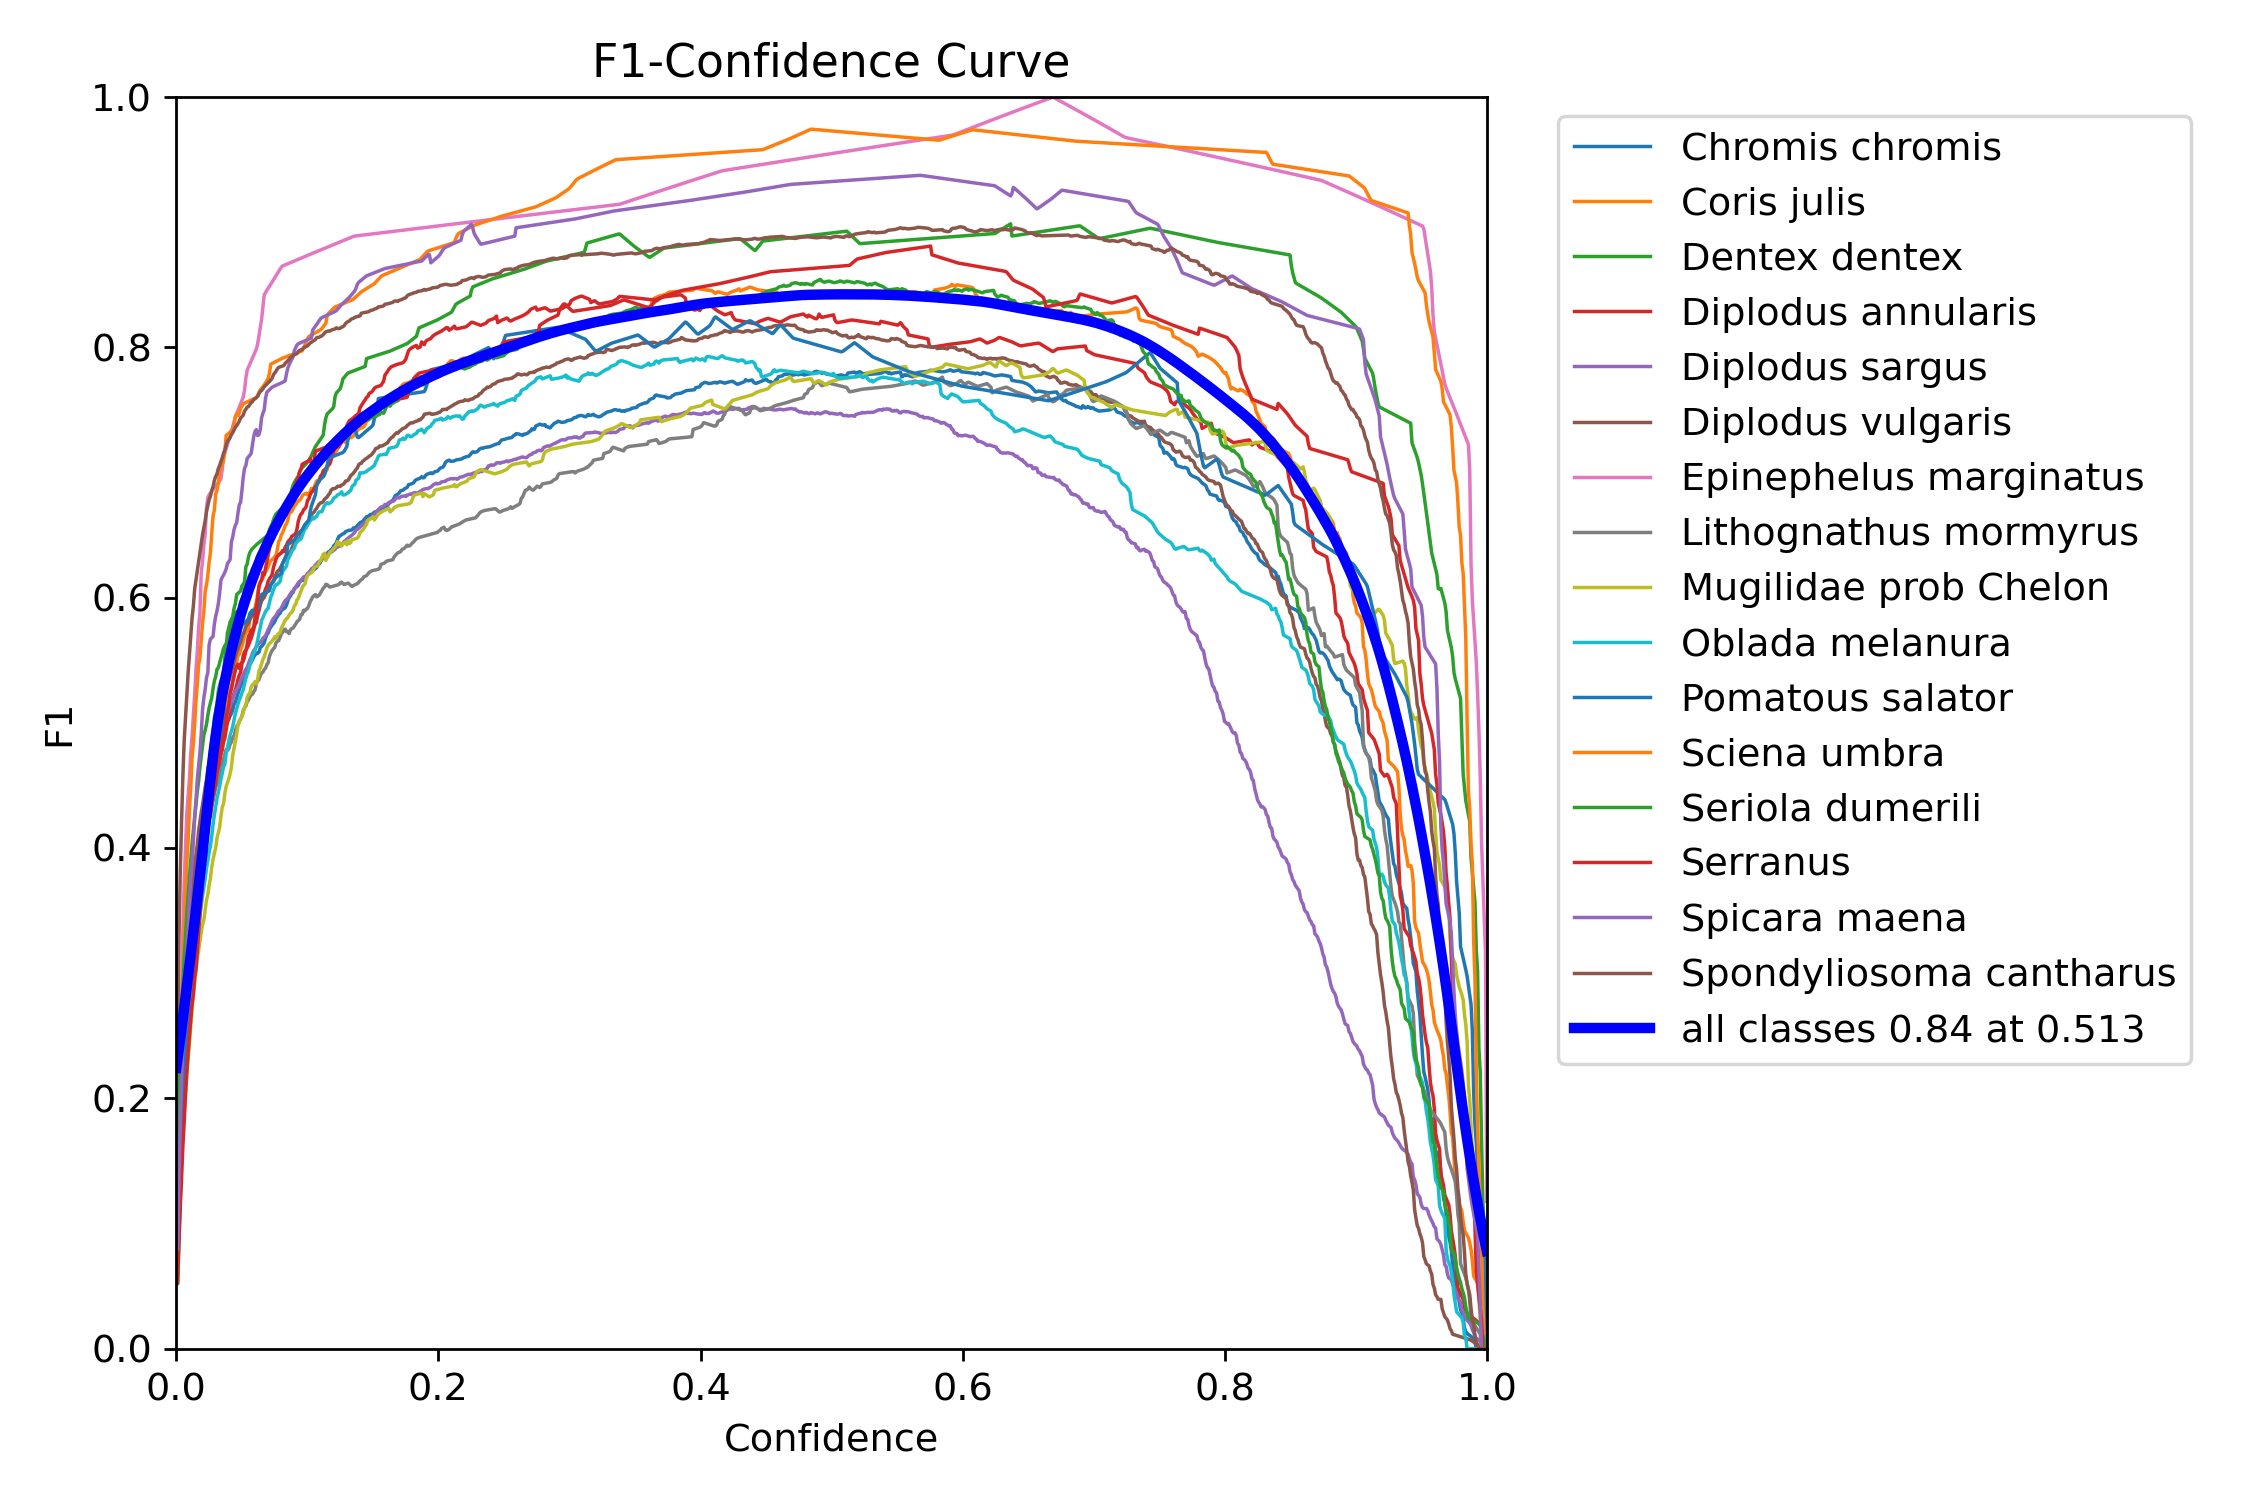 F1-Confidence Curve
1.0
0.8
0.6
0.4
0.2
0.0
F1
0.0 0.2 0.4 0.6 0.8 1.0
Confidence
Chromis chromis
Coris julis
Dentex dentex
Diplodus annularis
Diplodus sargus
Diplodus vulgaris
Epinephelus marginatus
Lithognathus mormyrus
Mugilidae prob Chelon
Oblada melanura
Pomatous salator
Sciena umbra
Seriola dumerili
Serranus
Spicara maena
Spondyliosoma cantharus
all classes 0.84 at 0.513